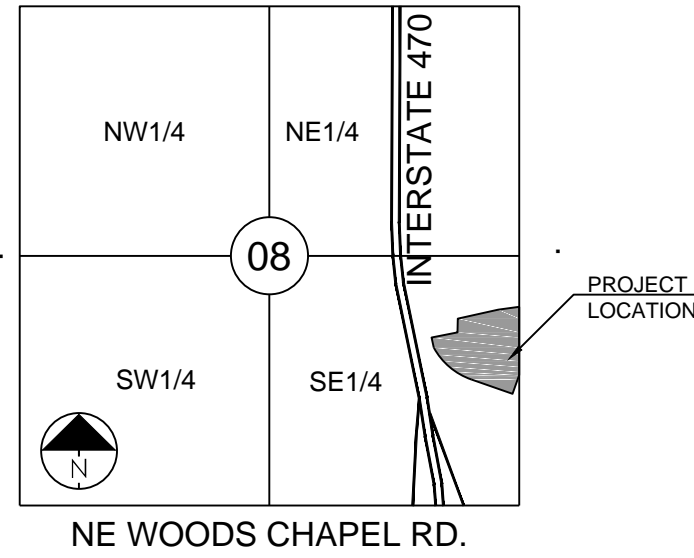 NW1/4
NE1/4
INTERSTATE 470
08
PROJECT
LOCATION
SW1/4
SE1/4
N
NE WOODS CHAPEL RD.